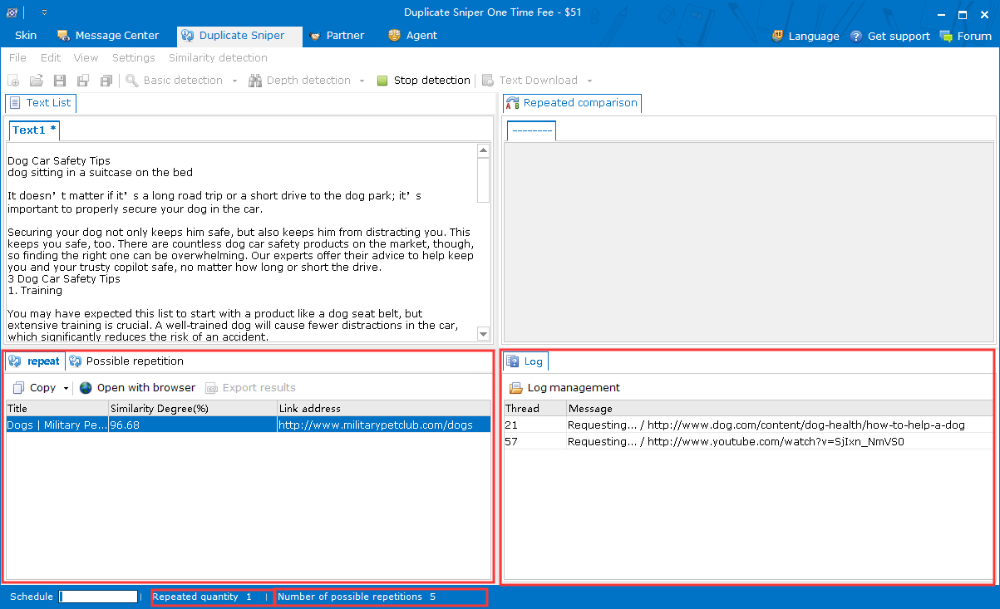 Duplicate Sniper One Time Fee - $51
Skin Message Center Duplicate Sniper Partner Agent Language Get support Forum
File Edit View Settings Similarity detection
Basic detection Depth detection Stop detection Text Download
Text List
Text1 *
Dog Car Safety Tips
dog sitting in a suitcase on the bed
It doesn’ t matter if it’ s a long road trip or a short drive to the dog park; it’ s
important to properly secure your dog in the car.
Securing your dog not only keeps him safe, but also keeps him from distracting you. This
keeps you safe, too. There are countless dog car safety products on the market, though,
so finding the right one can be overwhelming. Our experts offer their advice to help keep
you and your trusty copilot safe, no matter how long or short the drive.
3 Dog Car Safety Tips
1. Training
You may have expected this list to start with a product like a dog seat belt, but
extensive training is crucial. A well-trained dog will cause fewer distractions in the car,
which significantly reduces the risk of an accident.
Repeated comparison
--------
repeat Possible repetition
Copy Open with browser Export results
Title Similarity Degree(%) Link address
Dogs | Military Pe... 96.68 http://www.militarypetclub.com/dogs
Log
Log management
Thread Message
21 Requesting... / http://www.dog.com/content/dog-health/how-to-help-a-dog
57 Requesting... / http://www.youtube.com/watch?v=SjIxn_NmVS0
Schedule | Repeated quantity 1 | Number of possible repetitions 5